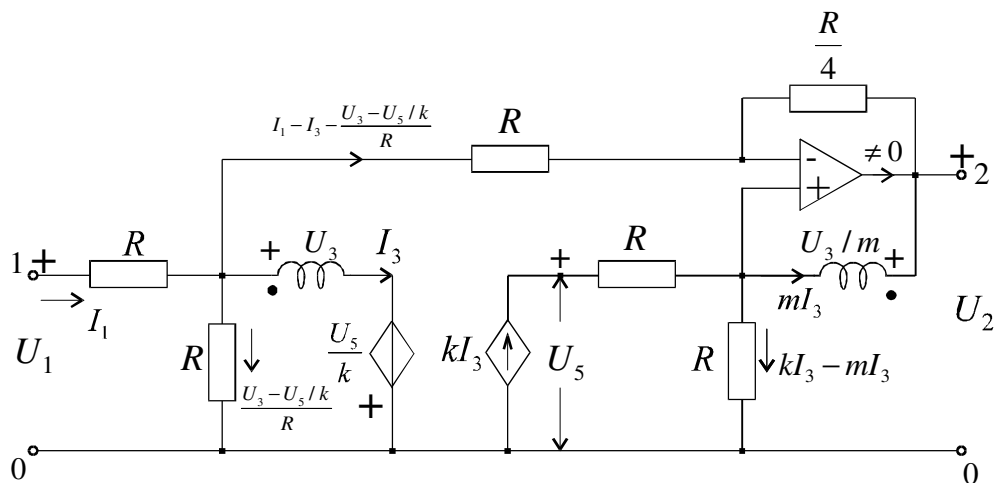 R/4
I₁ − I₃ − (U₃ − U₅ / k)/R
R
-
≠ 0
+
2
+
1 +
R
+
U₃
I₃
+
R
U₃ / m
+
I₁
mI₃
U₁
R
U₅/k
kI₃
U₅
R
kI₃ − mI₃
U₂
(U₃ − U₅ / k)/R
+
0
0